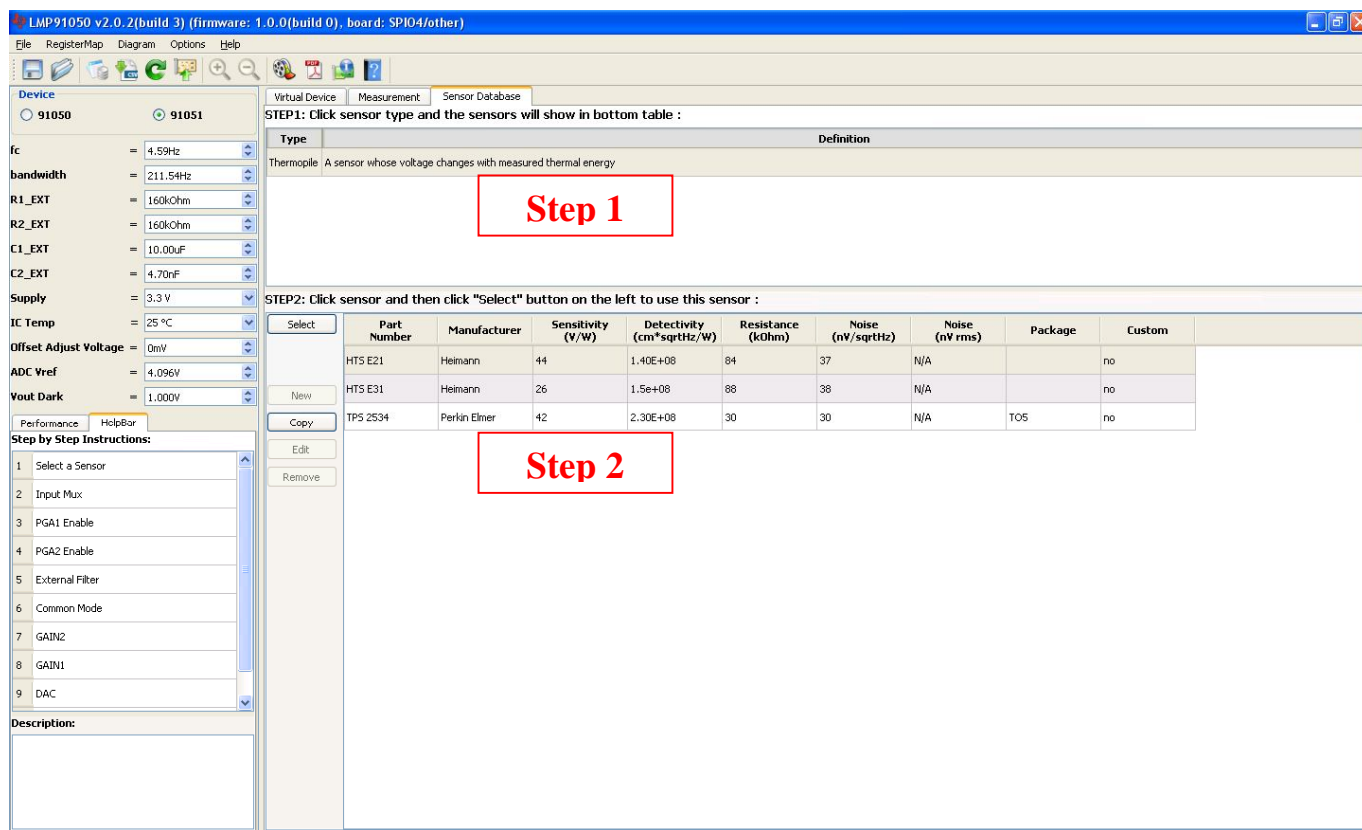 LMP91050 v2.0.2(build 3) (firmware: 1.0.0(build 0), board: SPIO4/other)
File RegisterMap Diagram Options Help
Device
91050 91051
fc = 4.59Hz
bandwidth = 211.54Hz
R1_EXT = 160kOhm
R2_EXT = 160kOhm
C1_EXT = 10.00uF
C2_EXT = 4.70nF
Supply = 3.3 V
IC Temp = 25 °C
Offset Adjust Voltage = 0mV
ADC Vref = 4.096V
Vout Dark = 1.000V
Performance HelpBar
Step by Step Instructions:
1 Select a Sensor
2 Input Mux
3 PGA1 Enable
4 PGA2 Enable
5 External Filter
6 Common Mode
7 GAIN2
8 GAIN1
9 DAC
Description:
Virtual Device Measurement Sensor Database
STEP1: Click sensor type and the sensors will show in bottom table :
Type Definition
Thermopile A sensor whose voltage changes with measured thermal energy
Step 1
STEP2: Click sensor and then click "Select" button on the left to use this sensor :
Select
New
Copy
Edit
Remove
Part Number Manufacturer Sensitivity (V/W) Detectivity (cm*sqrtHz/W) Resistance (kOhm) Noise (nV/sqrtHz) Noise (nV rms) Package Custom
HTS E21 Heimann 44 1.40E+08 84 37 N/A no
HTS E31 Heimann 26 1.5e+08 88 38 N/A no
TPS 2534 Perkin Elmer 42 2.30E+08 30 30 N/A TO5 no
Step 2